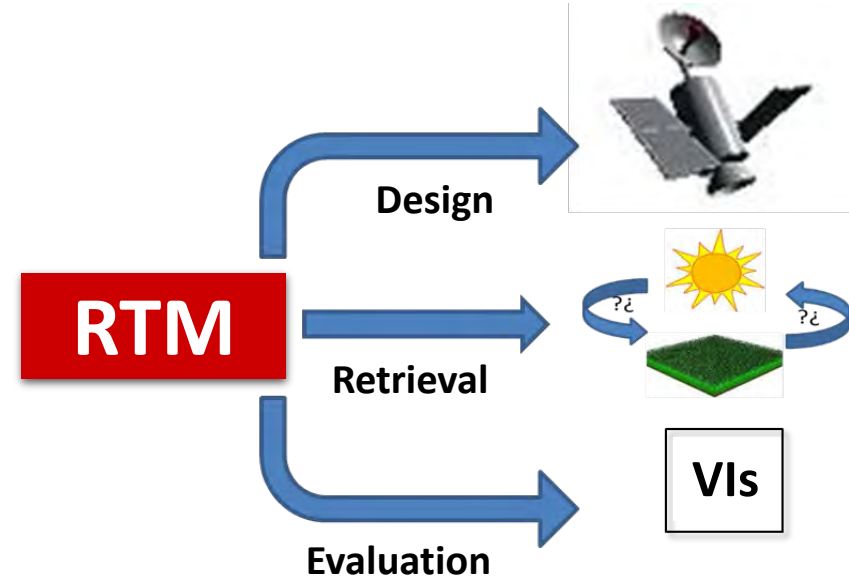 Design
?¿
?¿
RTM
Retrieval
VIs
Evaluation